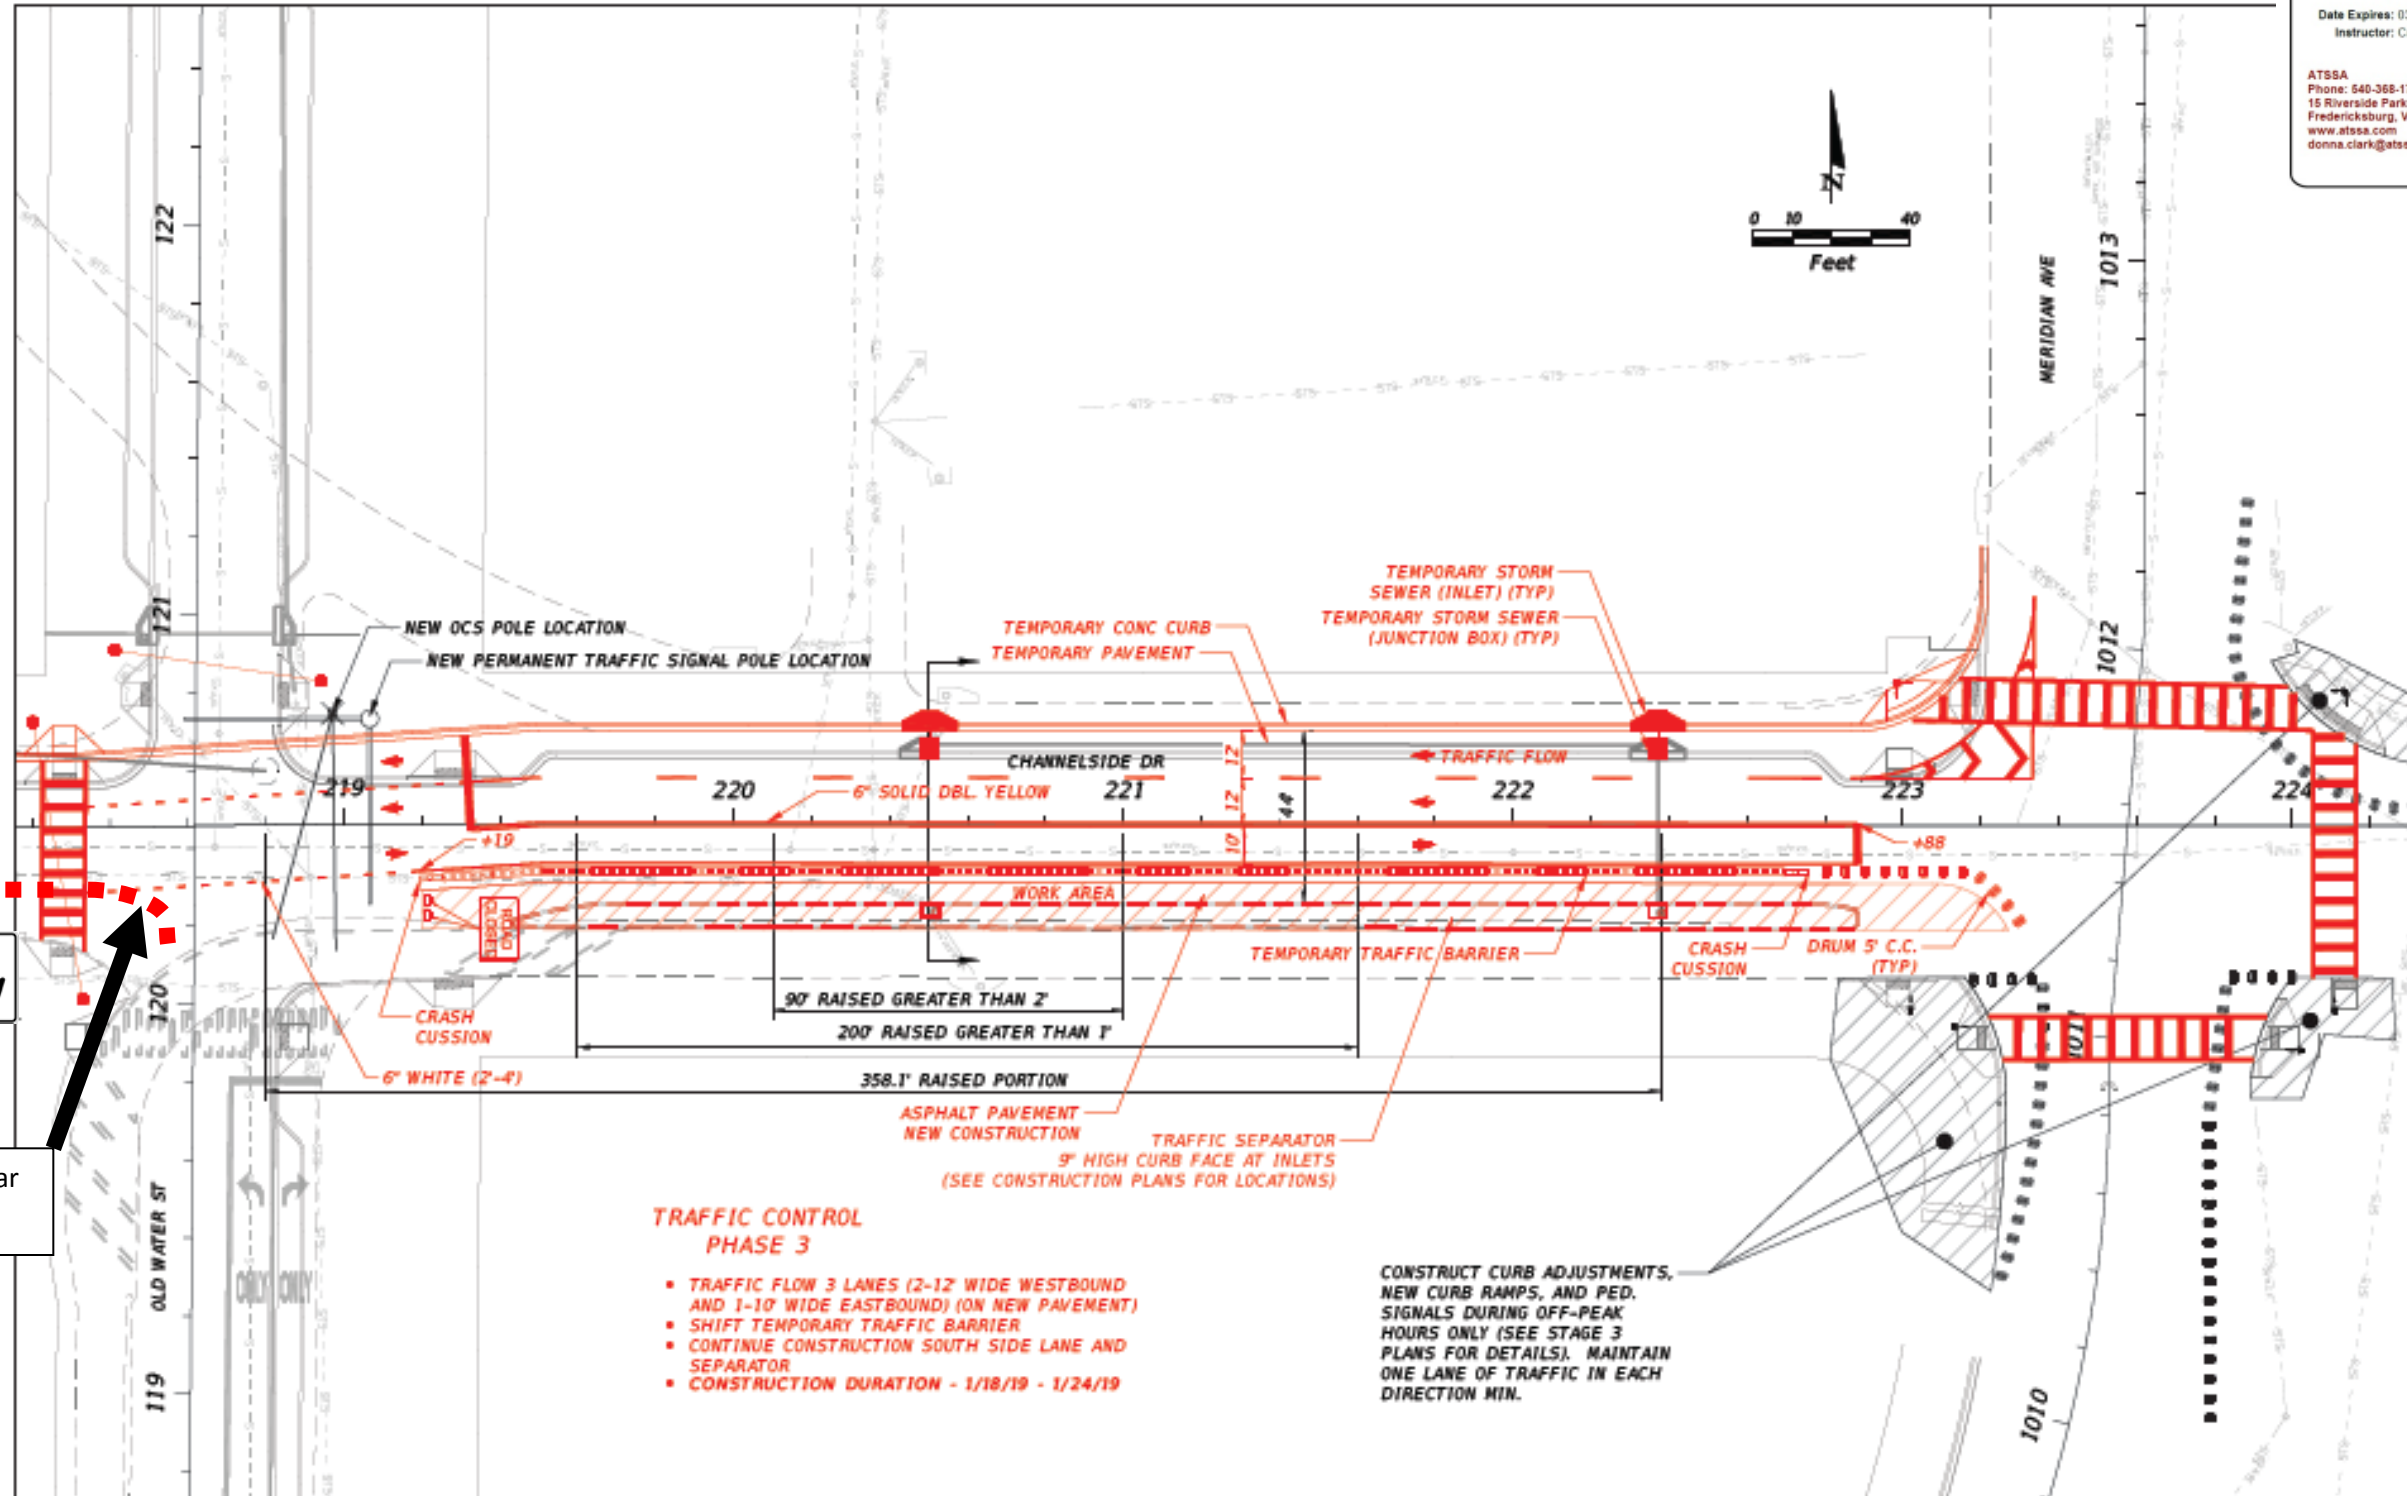 Date Expires:
Instructor:
ATSSA
Phone: 540-368-1
15 Riverside Park
Fredericksburg, V
www.atssa.com
donna.clark@ats
122
N
0 10 40
Feet
MERIDIAN AVE
1013
121
NEW OCS POLE LOCATION
NEW PERMANENT TRAFFIC SIGNAL POLE LOCATION
TEMPORARY CONC CURB
TEMPORARY PAVEMENT
TEMPORARY STORM
SEWER (INLET) (TYP)
TEMPORARY STORM SEWER
(JUNCTION BOX) (TYP)
1012
CHANNELSIDE DR
TRAFFIC FLOW
12'
12'
10'
44'
219
220
221
222
223
224
6" SOLID DBL. YELLOW
+19
+88
WORK AREA
ROAD
CLOSED
TEMPORARY TRAFFIC BARRIER
CRASH
CUSSION
DRUM 5' C.C.
(TYP)
120
90' RAISED GREATER THAN 2'
200' RAISED GREATER THAN 1'
358.1' RAISED PORTION
CRASH
CUSSION
6" WHITE (2'-4')
1011
ASPHALT PAVEMENT
NEW CONSTRUCTION
TRAFFIC SEPARATOR
9" HIGH CURB FACE AT INLETS
(SEE CONSTRUCTION PLANS FOR LOCATIONS)
ar
OLD WATER ST
ONLY ONLY
TRAFFIC CONTROL
PHASE 3
• TRAFFIC FLOW 3 LANES (2-12' WIDE WESTBOUND
AND 1-10' WIDE EASTBOUND) (ON NEW PAVEMENT)
• SHIFT TEMPORARY TRAFFIC BARRIER
• CONTINUE CONSTRUCTION SOUTH SIDE LANE AND
SEPARATOR
• CONSTRUCTION DURATION - 1/18/19 - 1/24/19
CONSTRUCT CURB ADJUSTMENTS,
NEW CURB RAMPS, AND PED.
SIGNALS DURING OFF-PEAK
HOURS ONLY (SEE STAGE 3
PLANS FOR DETAILS). MAINTAIN
ONE LANE OF TRAFFIC IN EACH
DIRECTION MIN.
119
1010